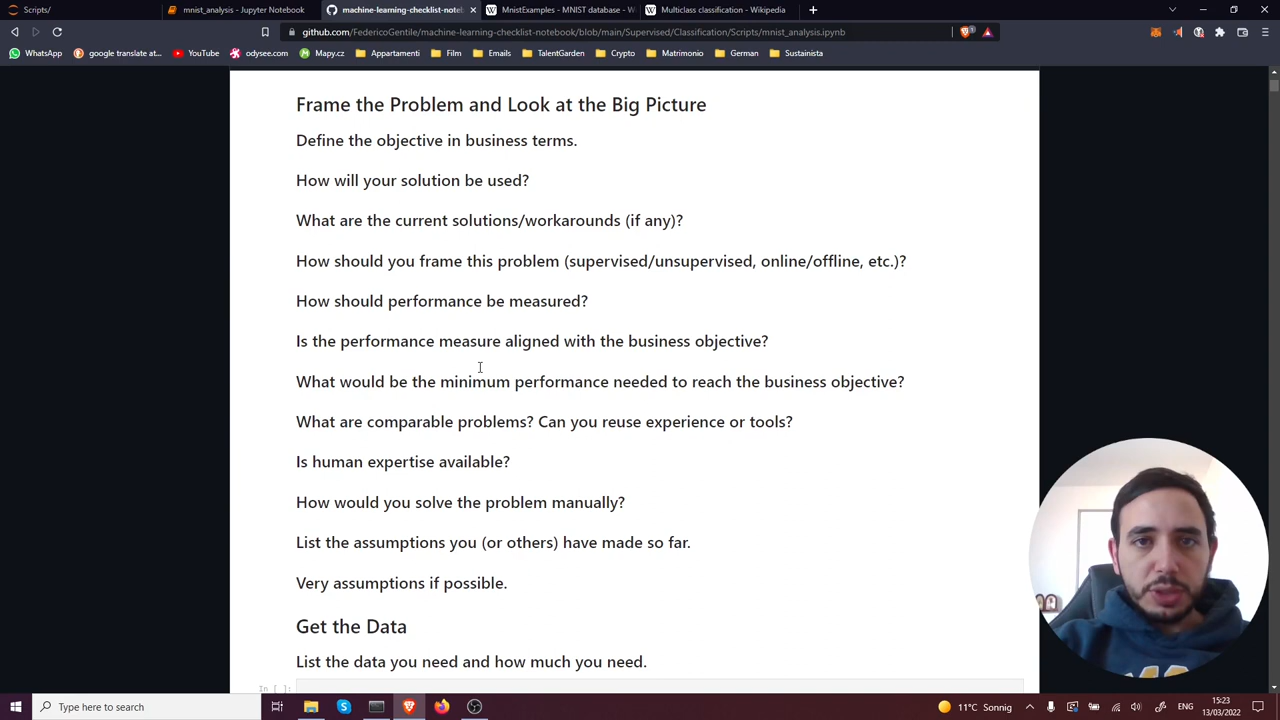 Scripts/
mnist_analysis - Jupyter Notebook
machine-learning-checklist-noteb
MnistExamples - MNIST database - W
Multiclass classification - Wikipedia
github.com/FedericoGentile/machine-learning-checklist-notebook/blob/main/Supervised/Classification/Scripts/mnist_analysis.ipynb
WhatsApp
google translate at...
YouTube
odysee.com
Mapy.cz
Appartamenti
Film
Emails
TalentGarden
Crypto
Matrimonio
German
Sustainista
Frame the Problem and Look at the Big Picture
Define the objective in business terms.
How will your solution be used?
What are the current solutions/workarounds (if any)?
How should you frame this problem (supervised/unsupervised, online/offline, etc.)?
How should performance be measured?
Is the performance measure aligned with the business objective?
What would be the minimum performance needed to reach the business objective?
What are comparable problems? Can you reuse experience or tools?
Is human expertise available?
How would you solve the problem manually?
List the assumptions you (or others) have made so far.
Very assumptions if possible.
Get the Data
List the data you need and how much you need.
In [ ]:
Type here to search
11°C Sonnig
ENG
15:23
13/03/2022